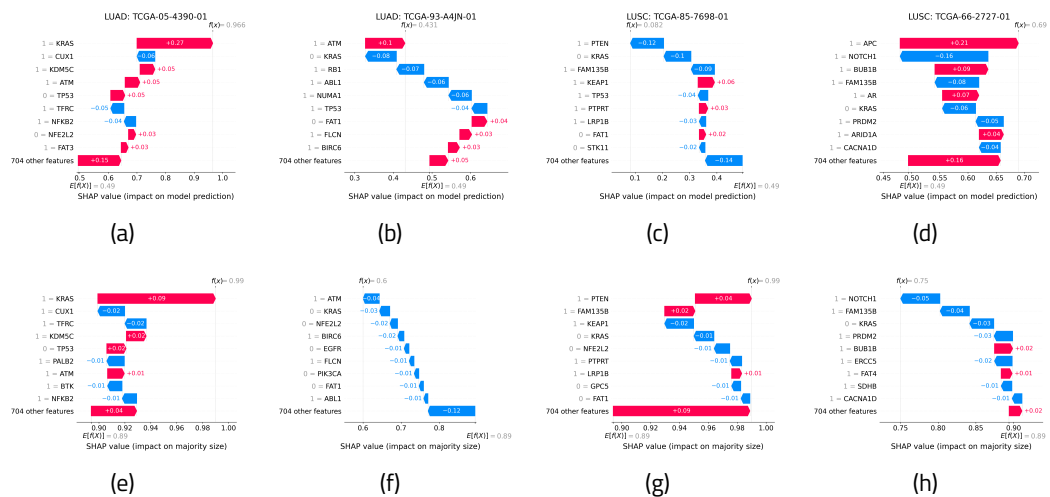 LUAD: TCGA-05-4390-01
f(x) = 0.966
1 = KRAS
1 = CUX1
1 = KDM5C
1 = ATM
0 = TP53
1 = TFRC
1 = NFKB2
0 = NFE2L2
1 = FAT3
704 other features
+0.27
−0.06
+0.05
+0.05
+0.05
−0.05
−0.04
+0.03
+0.03
+0.15
0.5 0.6 0.7 0.8 0.9 1.0
E[f(X)] = 0.49
SHAP value (impact on model prediction)
(a)
LUAD: TCGA-93-A4JN-01
f(x) = 0.431
1 = ATM
0 = KRAS
1 = RB1
1 = ABL1
1 = NUMA1
1 = TP53
0 = FAT1
1 = FLCN
1 = BIRC6
704 other features
+0.1
−0.08
−0.07
−0.06
−0.06
−0.04
+0.04
+0.03
+0.03
+0.05
0.3 0.4 0.5 0.6
E[f(X)] = 0.49
SHAP value (impact on model prediction)
(b)
LUSC: TCGA-85-7698-01
f(x) = 0.082
1 = PTEN
0 = KRAS
1 = FAM135B
1 = KEAP1
1 = TP53
1 = PTPRT
1 = LRP1B
0 = FAT1
0 = STK11
704 other features
−0.12
−0.1
−0.09
+0.06
−0.04
+0.03
−0.03
+0.02
−0.02
−0.14
0.1 0.2 0.3 0.4 0.5
E[f(X)] = 0.49
SHAP value (impact on model prediction)
(c)
LUSC: TCGA-66-2727-01
f(x) = 0.69
1 = APC
1 = NOTCH1
1 = BUB1B
1 = FAM135B
1 = AR
0 = KRAS
1 = PRDM2
1 = ARID1A
1 = CACNA1D
704 other features
+0.21
−0.16
+0.09
−0.08
+0.07
−0.06
−0.05
+0.04
−0.04
+0.16
0.45 0.50 0.55 0.60 0.65 0.70
E[f(X)] = 0.49
SHAP value (impact on model prediction)
(d)
f(x) = 0.99
1 = KRAS
1 = CUX1
1 = TFRC
1 = KDM5C
0 = TP53
1 = PALB2
1 = ATM
1 = BTK
1 = NFKB2
704 other features
+0.09
−0.02
−0.02
+0.02
+0.02
−0.01
+0.01
−0.01
−0.01
+0.04
0.90 0.92 0.94 0.96 0.98 1.00
E[f(X)] = 0.89
SHAP value (impact on majority size)
(e)
f(x) = 0.6
1 = ATM
0 = KRAS
0 = NFE2L2
1 = BIRC6
0 = EGFR
1 = FLCN
0 = PIK3CA
0 = FAT1
1 = ABL1
704 other features
−0.04
−0.03
−0.02
−0.02
−0.01
−0.01
−0.01
−0.01
−0.01
−0.12
0.6 0.7 0.8
E[f(X)] = 0.89
SHAP value (impact on majority size)
(f)
f(x) = 0.99
1 = PTEN
1 = FAM135B
1 = KEAP1
0 = KRAS
0 = NFE2L2
1 = PTPRT
1 = LRP1B
0 = GPC5
0 = FAT1
704 other features
+0.04
+0.02
−0.02
−0.01
−0.01
−0.01
+0.01
−0.01
−0.01
+0.09
0.90 0.92 0.94 0.96 0.98 1.00
E[f(X)] = 0.89
SHAP value (impact on majority size)
(g)
f(x) = 0.75
1 = NOTCH1
1 = FAM135B
0 = KRAS
1 = PRDM2
1 = BUB1B
1 = ERCC5
1 = FAT4
1 = SDHB
1 = CACNA1D
704 other features
−0.05
−0.04
−0.03
−0.03
+0.02
−0.02
+0.01
−0.01
−0.01
+0.02
0.75 0.80 0.85 0.90
E[f(X)] = 0.89
SHAP value (impact on majority size)
(h)